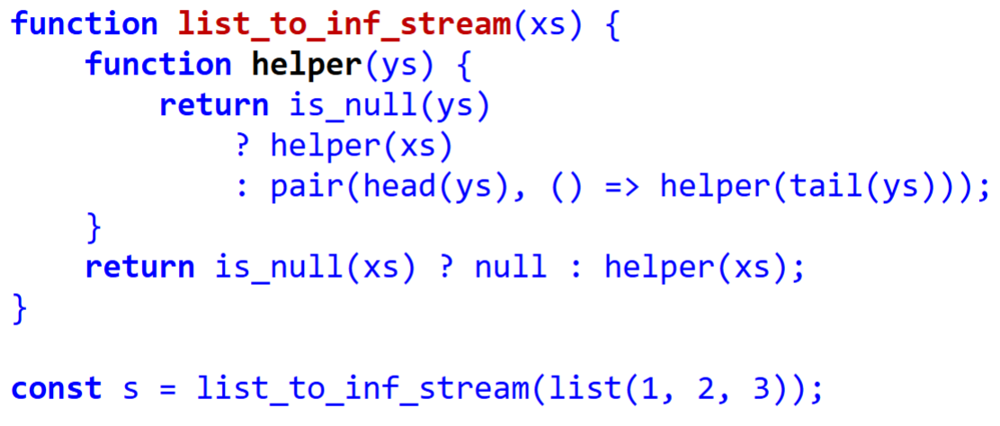 function list_to_inf_stream(xs) {
    function helper(ys) {
        return is_null(ys)
            ? helper(xs)
            : pair(head(ys), () => helper(tail(ys)));
    }
    return is_null(xs) ? null : helper(xs);
}

const s = list_to_inf_stream(list(1, 2, 3));